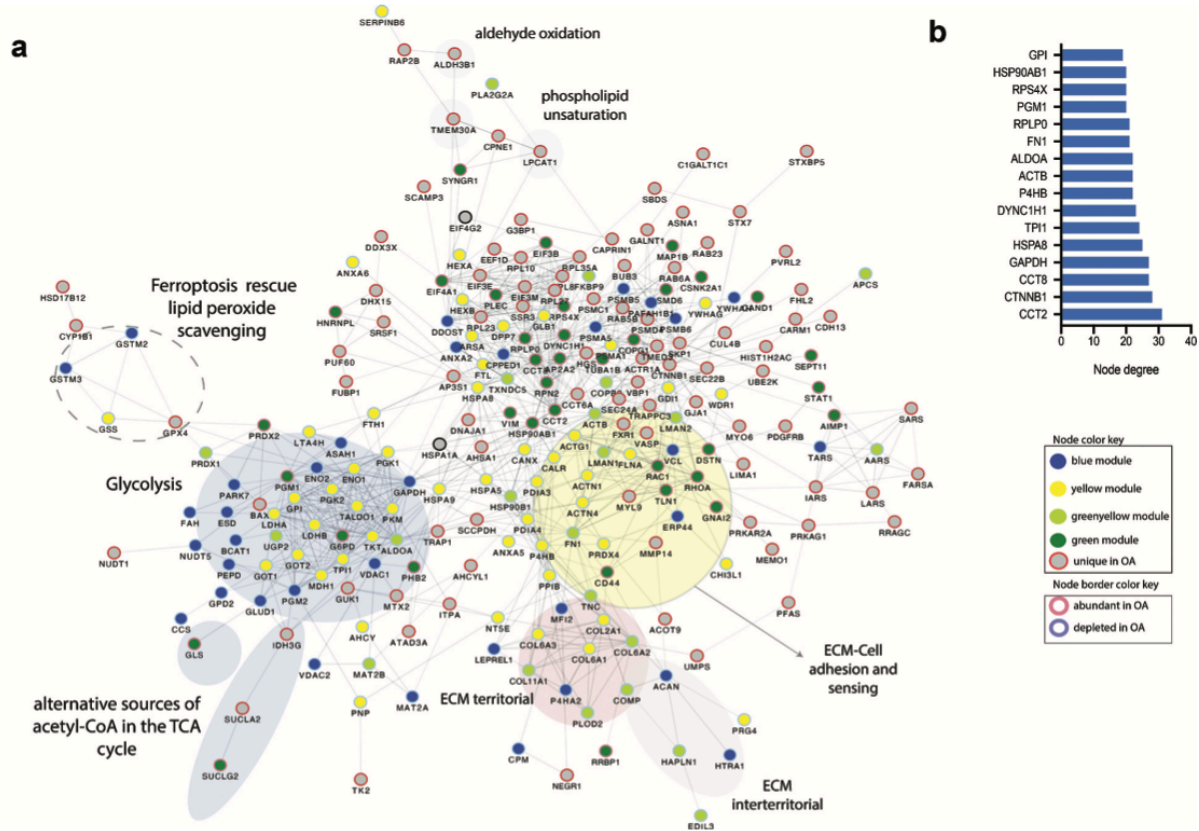 a
SERPINB6
RAP2B
aldehyde oxidation
ALDH3B1
PLA2G2A
phospholipid
unsaturation
TMEM30A
CPNE1
LPCAT1
SYNGR1
SCAMP3
C1GALT1C1
STXBP5
SBDS
EIF4G2
G3BP1
ASNA1
STX7
DDX3X
EEF1D
EIF3B
CAPRIN1
GALNT1
MAP1B
RAB23
PVRL2
ANXA6
HEXA
RPL10
RPL35A
BUB3
RAB6A
CSNK2A1
APCS
Ferroptosis rescue
lipid peroxide
scavenging
HSD17B12
CYP1B1
GSTM2
GSTM3
GSS
GPX4
DHX15
EIF4A1
EIF3E
EIF3M
HNRNPL
SRSF1
HEXB
PLEC
RPL27
PSMC1
PSMB5
SMD6
YWHAG
GAND1
FHL2
DDOST
RPL23
SSR3
RPS4X
RAB5B
PAFAH1B1
PSMB6
CARM1
CDH13
PUF60
ANXA2
ARSA
DPP7
GLB1
PSMA5
PSMD4
CUL4B
FUBP1
CPPED1
RPLP0
DYNC1H1
PSMA1
COPG1
TMED5
SKP1
HIST1H2AC
AP3S1
FTL
AP2A2
HGS
TUBA1B
ACTR1A
CTNNB1
SEC22B
UBE2K
SEPT11
HSPA8
TXNDC5
RPN2
VBP1
GDI1
WDR1
STAT1
CCT6A
SEC24A
TRAPPC3
GJA1
FTH1
VIM
CCT2
ACTB
LMAN2
AIMP1
SARS
DNAJA1
HSP90AB1
FXR1
VASP
MYO6
PDGFRB
PRDX2
LTA4H
HSPA1A
AHSA1
ACTG1
TARS
AARS
PRDX1
ASAH1
PGK1
CANX
CALR
LMAN1
FLNA
VCL
DSTN
LIMA1
Glycolysis
ENO2
ENO1
GAPDH
HSPA9
HSPA5
PDIA3
ACTN1
RAC1
RHOA
IARS
FARSA
PARK7
PGM1
PGK2
HSP90B1
ACTN4
MYL9
TLN1
GNAI2
LARS
FAH
ESD
BAX
GPI
TALDO1
PKM
SCCPDH
PDIA4
ERP44
PRKAR2A
PRKAG1
RRAGC
LDHA
LDHB
G6PD
TKT
ALDOA
TRAP1
ANXA5
P4HB
FN1
PRDX4
MMP14
MEMO1
NUDT1
NUDT5
BCAT1
UGP2
GOT2
TPI1
VDAC1
PHB2
AHCYL1
PPIB
CD44
CHI3L1
PEPD
GOT1
MDH1
GPD2
GLUD1
PGM2
GUK1
MTX2
ITPA
TNC
PFAS
CCS
IDH3G
AHCY
ATAD3A
NT5E
MFI2
COL2A1
ACOT9
GLS
VDAC2
MAT2B
LEPREL1
COL6A3
COL6A1
COL6A2
UMPS
ECM-Cell
adhesion and
sensing
alternative sources of
acetyl-CoA in the TCA
cycle
SUCLA2
SUCLG2
PNP
MAT2A
ECM territorial
COL11A1
P4HA2
COMP
ACAN
PLOD2
PRG4
CPM
RRBP1
HAPLN1
HTRA1
TK2
NEGR1
ECM
interterritorial
EDIL3
b
GPI
HSP90AB1
RPS4X
PGM1
RPLP0
FN1
ALDOA
ACTB
P4HB
DYNC1H1
TPI1
HSPA8
GAPDH
CCT8
CTNNB1
CCT2
0 10 20 30 40
Node degree
Node color key
blue module
yellow module
greenyellow module
green module
unique in OA
Node border color key
abundant in OA
depleted in OA